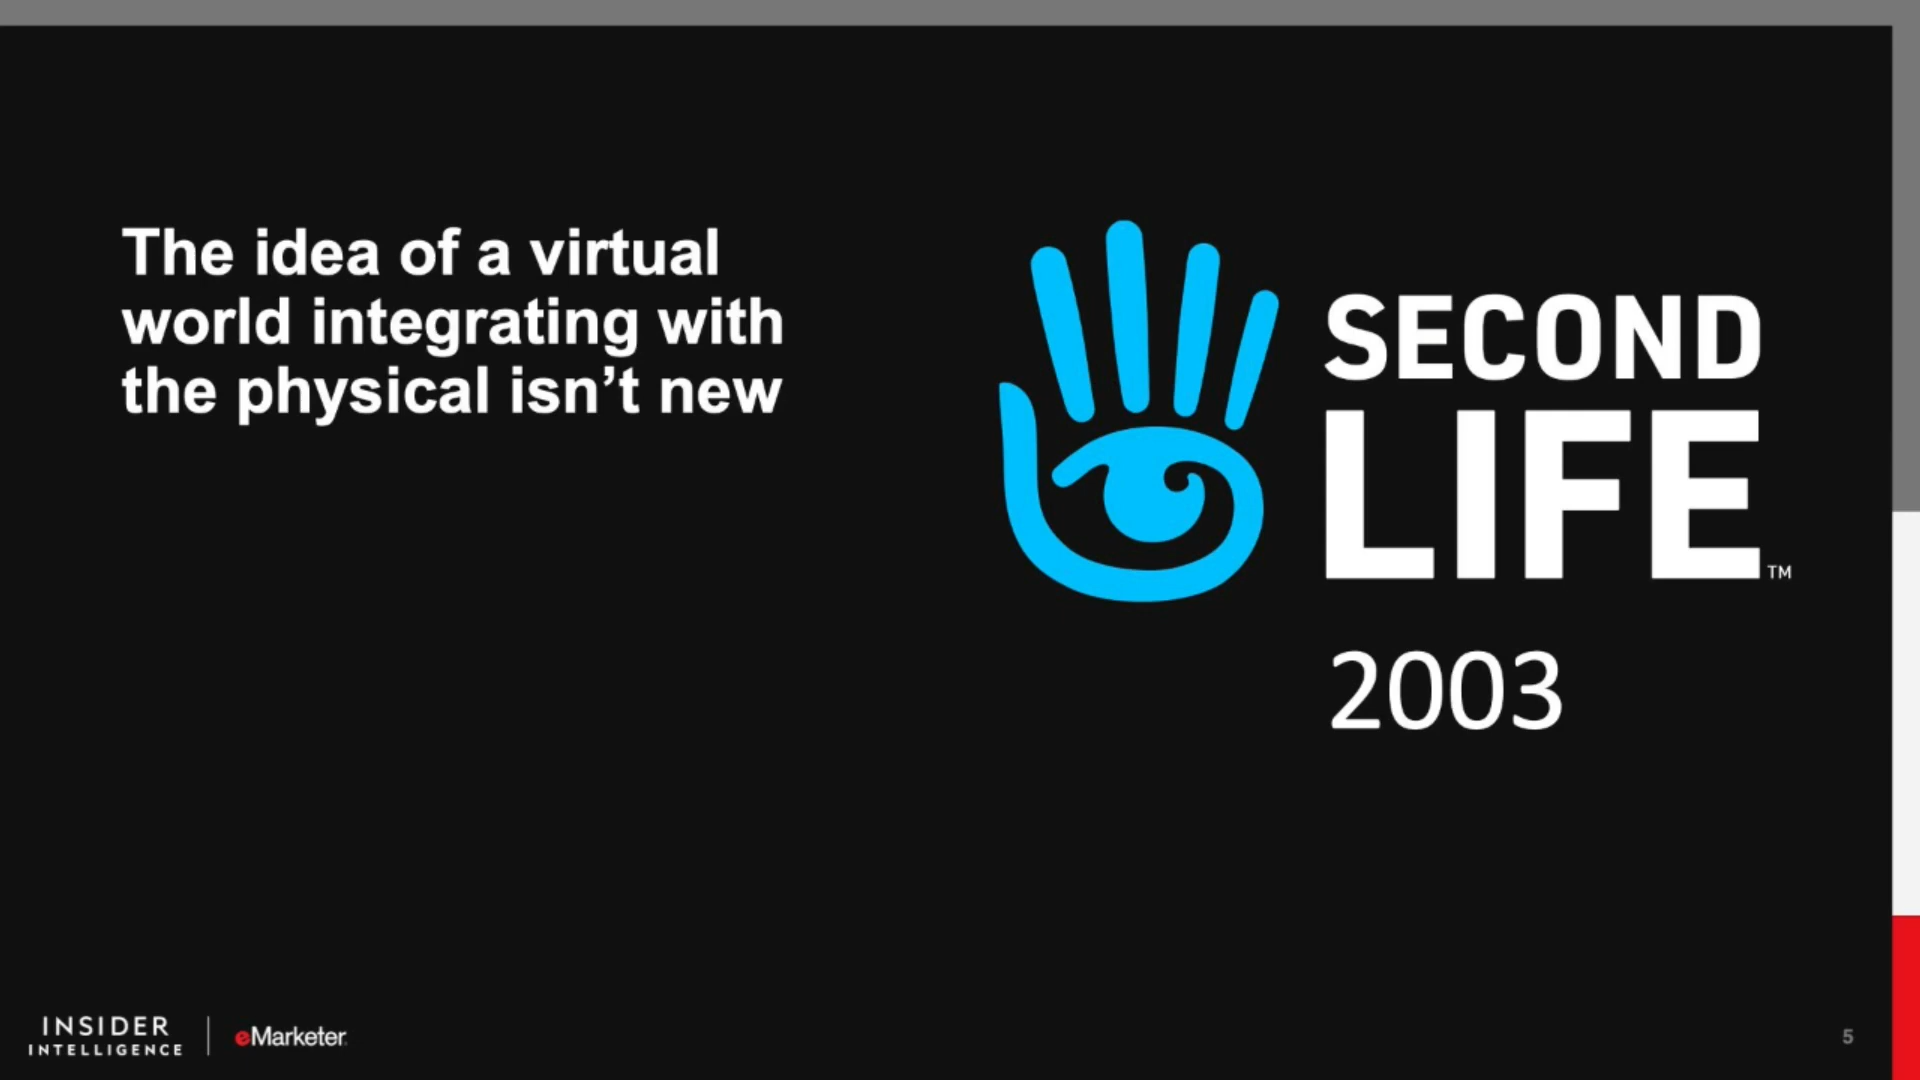 The idea of a virtual
world integrating with
the physical isn’t new
SECOND
LIFE™
2003
INSIDER
INTELLIGENCE
eMarketer
5